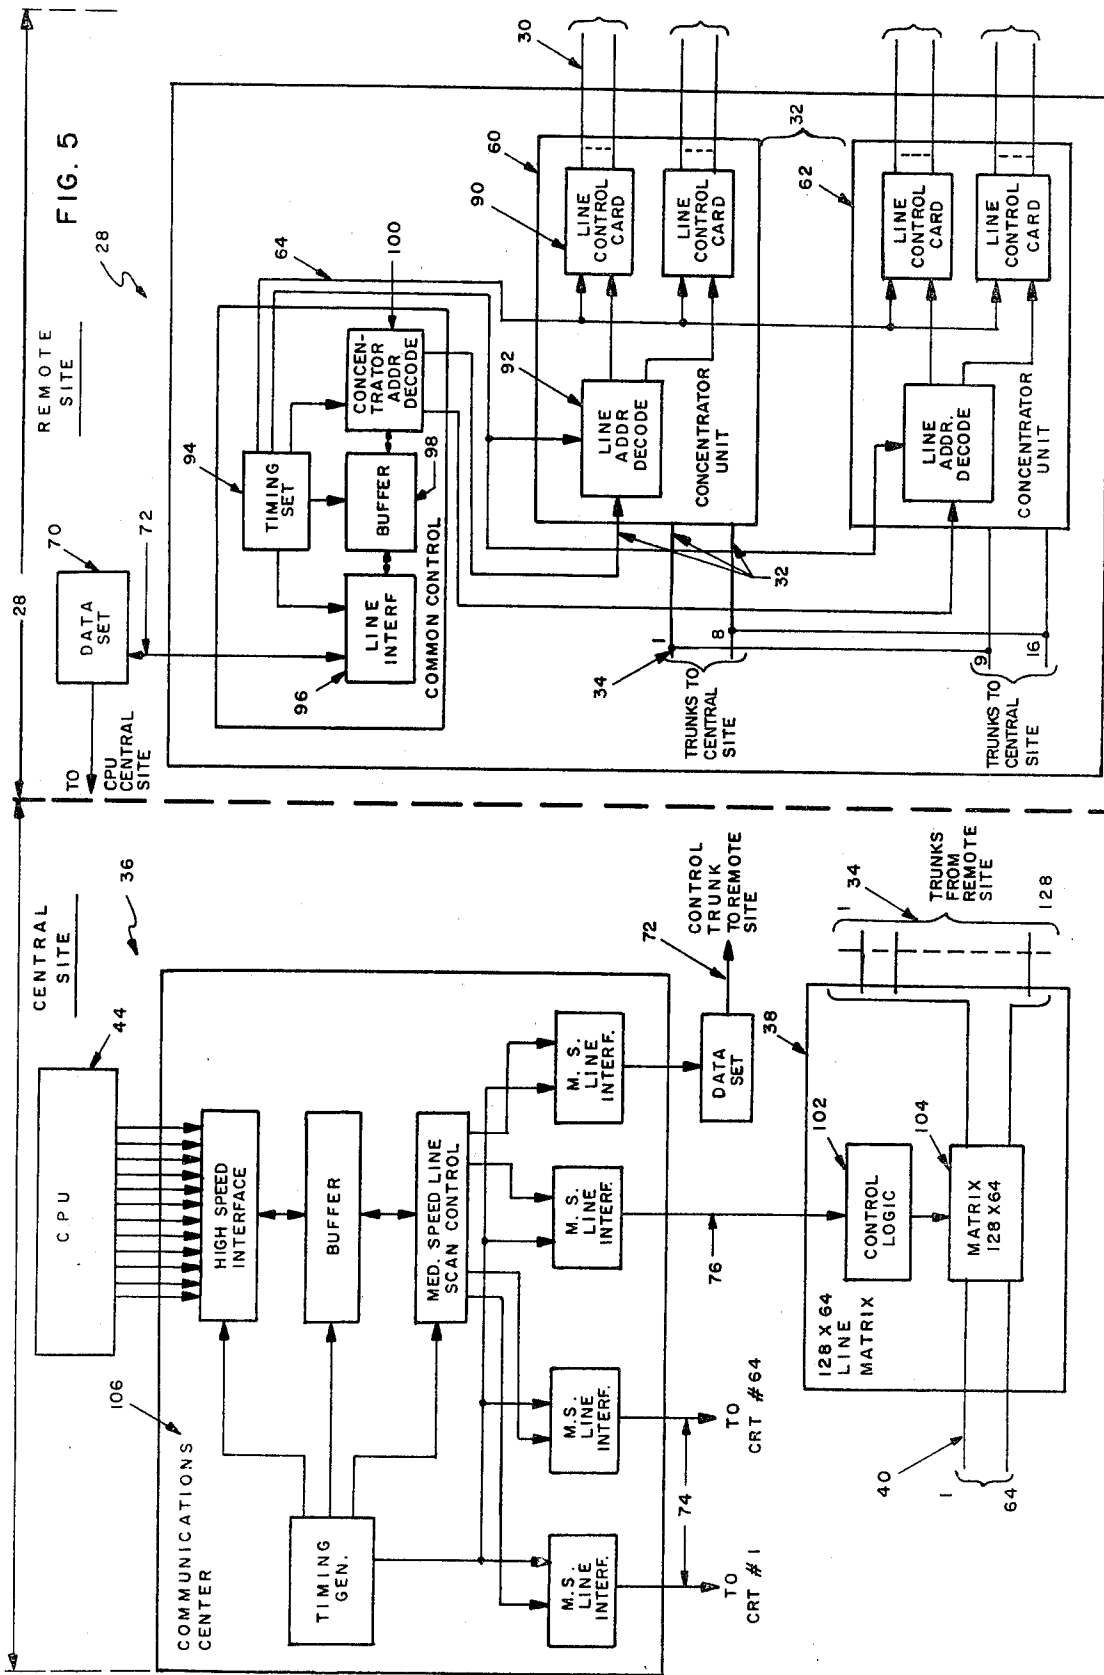 FIG. 5
CENTRAL
SITE
36
44
CPU
106
COMMUNICATIONS
CENTER
HIGH SPEED
INTERFACE
BUFFER
MED. SPEED LINE
SCAN CONTROL
TIMING
GEN.
M.S.
LINE
INTERF.
M.S.
LINE
INTERF.
M. S.
LINE
INTERF.
M. S.
LINE
INTERF.
TO
CRT #1
74
TO
CRT #64
76
DATA
SET
72
CONTROL
TRUNK
TO REMOTE
SITE
38
128 X 64
LINE
MATRIX
102
CONTROL
LOGIC
104
MATRIX
128 X 64
40
1
64
1
34
TRUNKS
FROM
REMOTE
SITE
128
28
REMOTE
SITE
28
70
DATA
SET
72
TO
CPU
CENTRAL
SITE
94
TIMING
SET
96
LINE
INTERF
BUFFER
98
CONCEN-
TRATOR
ADDR
DECODE
100
COMMON CONTROL
64
60
90
LINE
CONTROL
CARD
LINE
CONTROL
CARD
30
92
LINE
ADDR
DECODE
CONCENTRATOR
UNIT
32
32
34
1
8
TRUNKS TO
CENTRAL
SITE
62
LINE
CONTROL
CARD
LINE
CONTROL
CARD
LINE
ADDR.
DECODE
CONCENTRATOR
UNIT
9
16
TRUNKS TO
CENTRAL
SITE